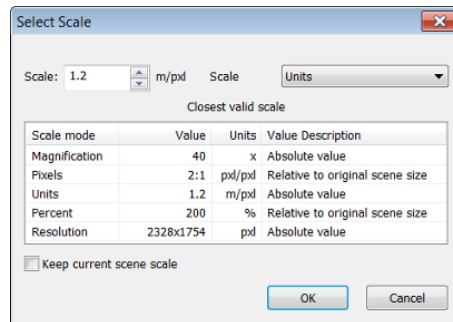 Select Scale
Scale: 1.2 m/pxl Scale Units
Closest valid scale
Scale mode Value Units Value Description
Magnification 40 x Absolute value
Pixels 2:1 pxl/pxl Relative to original scene size
Units 1.2 m/pxl Absolute value
Percent 200 % Relative to original scene size
Resolution 2328x1754 pxl Absolute value
Keep current scene scale
OK Cancel